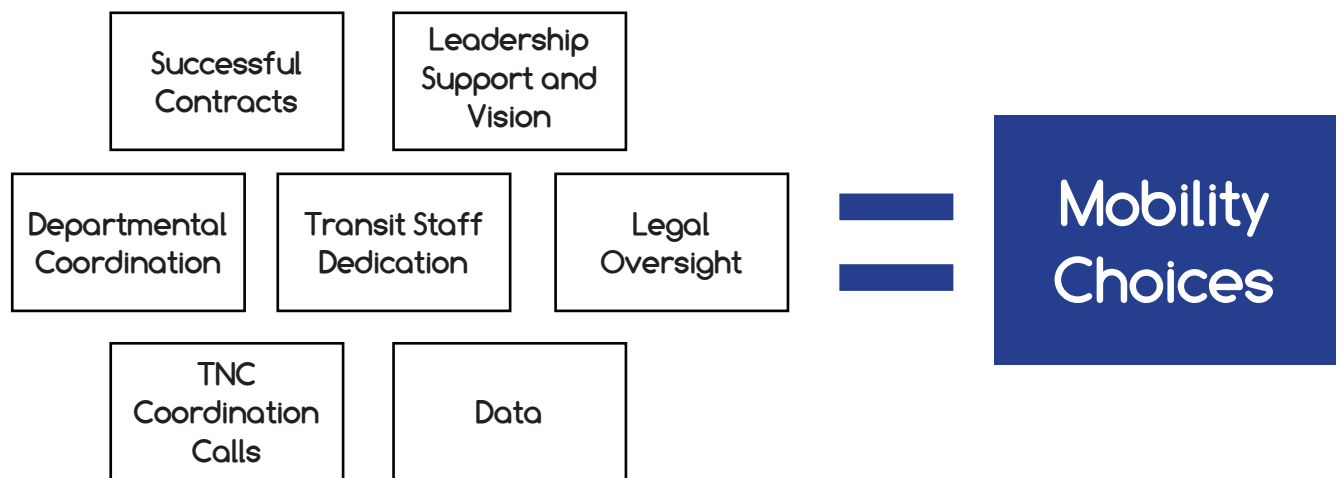 Successful
Contracts
Leadership
Support and
Vision
Departmental
Coordination
Transit Staff
Dedication
Legal
Oversight
TNC
Coordination
Calls
Data
Mobility
Choices